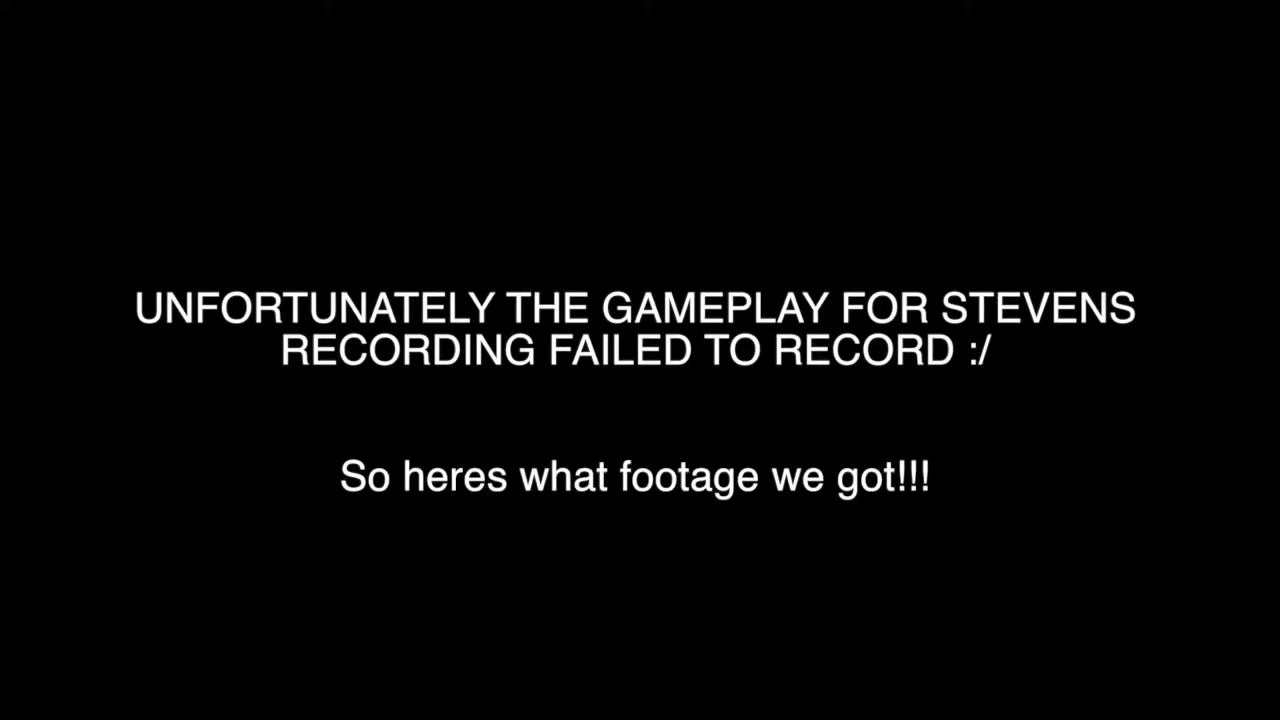 UNFORTUNATELY THE GAMEPLAY FOR STEVENS
RECORDING FAILED TO RECORD :/
So heres what footage we got!!!